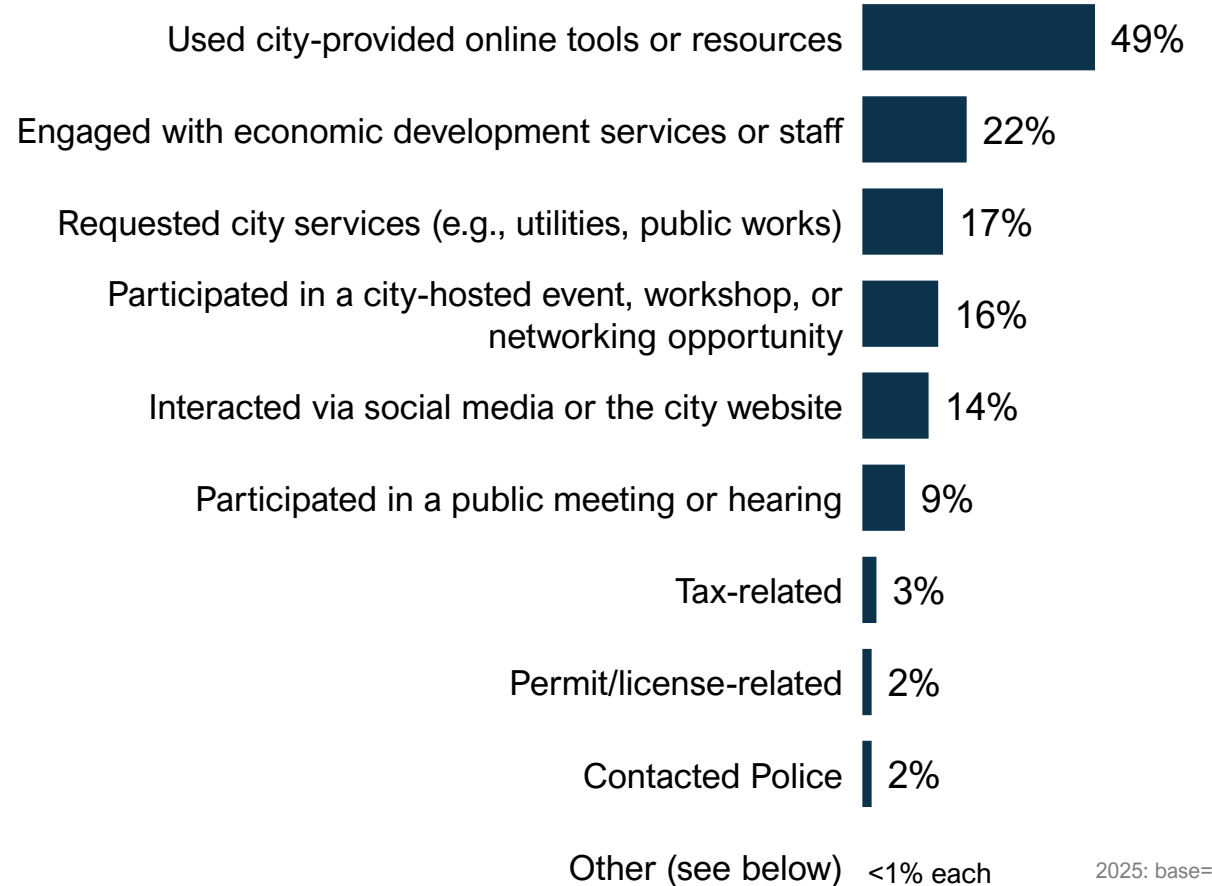 Used city-provided online tools or resources 49%
Engaged with economic development services or staff 22%
Requested city services (e.g., utilities, public works) 17%
Participated in a city-hosted event, workshop, or
networking opportunity 16%
Interacted via social media or the city website 14%
Participated in a public meeting or hearing 9%
Tax-related 3%
Permit/license-related 2%
Contacted Police 2%
Other (see below) <1% each
2025: base=